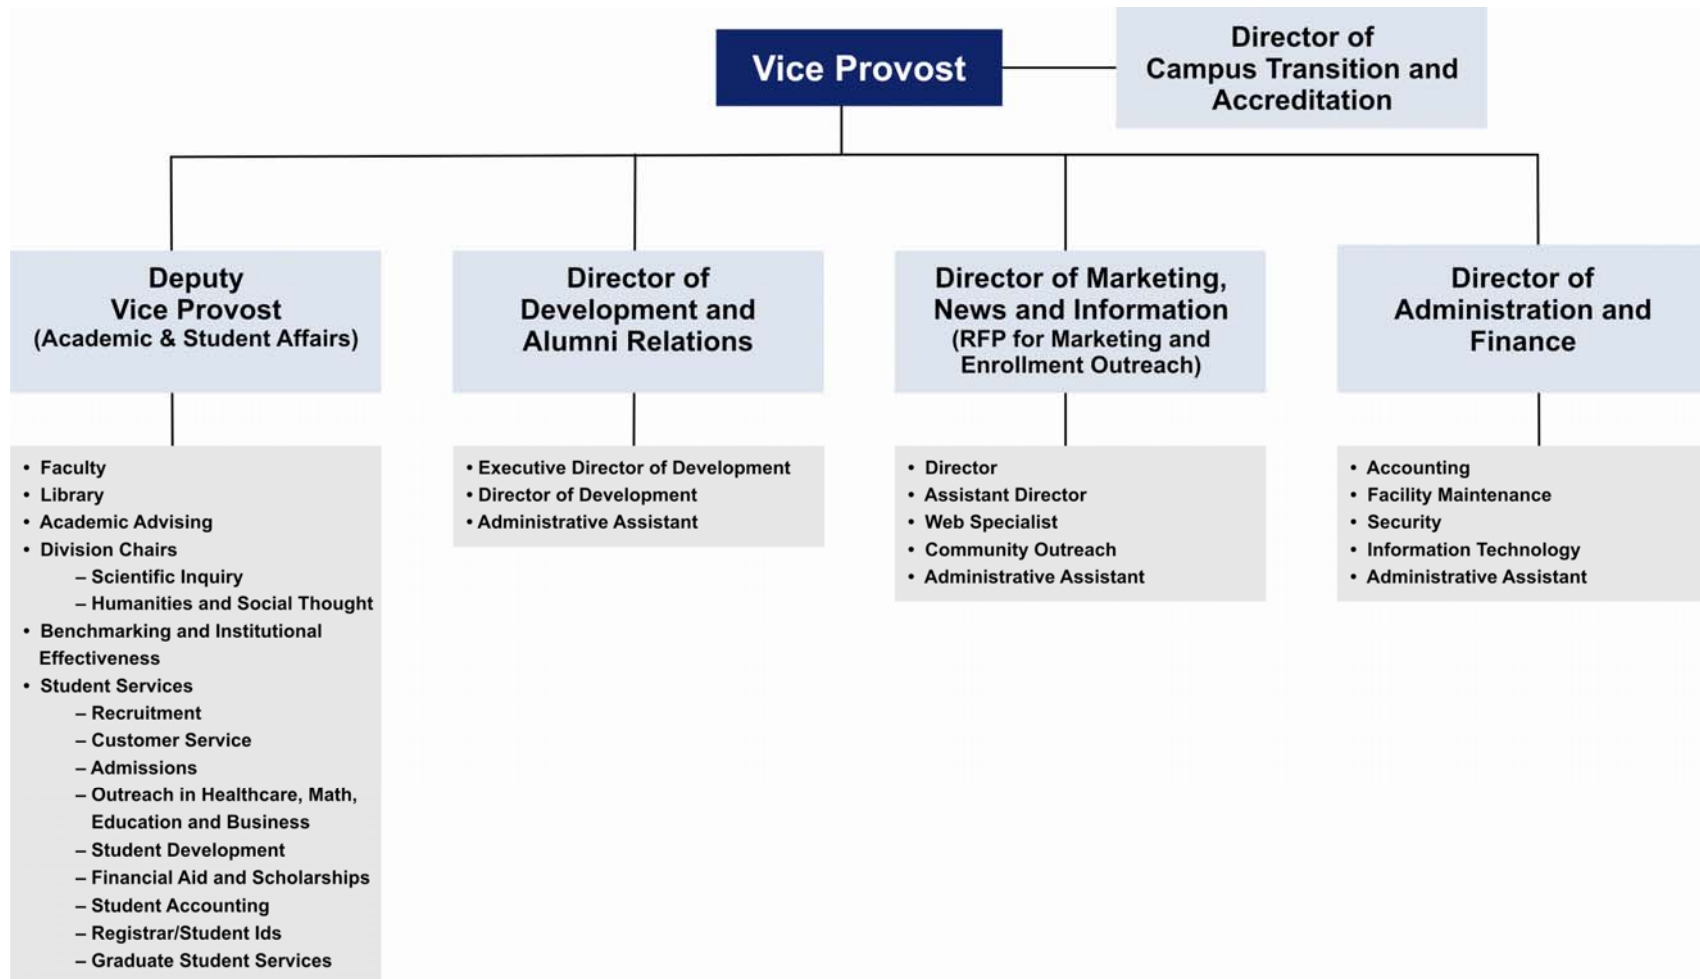 Vice Provost
Director of
Campus Transition and
Accreditation
Deputy
Vice Provost
(Academic & Student Affairs)
Director of
Development and
Alumni Relations
Director of Marketing,
News and Information
(RFP for Marketing and
Enrollment Outreach)
Director of
Administration and
Finance
• Faculty
• Library
• Academic Advising
• Division Chairs
– Scientific Inquiry
– Humanities and Social Thought
• Benchmarking and Institutional
Effectiveness
• Student Services
– Recruitment
– Customer Service
– Admissions
– Outreach in Healthcare, Math,
Education and Business
– Student Development
– Financial Aid and Scholarships
– Student Accounting
– Registrar/Student Ids
– Graduate Student Services
• Executive Director of Development
• Director of Development
• Administrative Assistant
• Director
• Assistant Director
• Web Specialist
• Community Outreach
• Administrative Assistant
• Accounting
• Facility Maintenance
• Security
• Information Technology
• Administrative Assistant